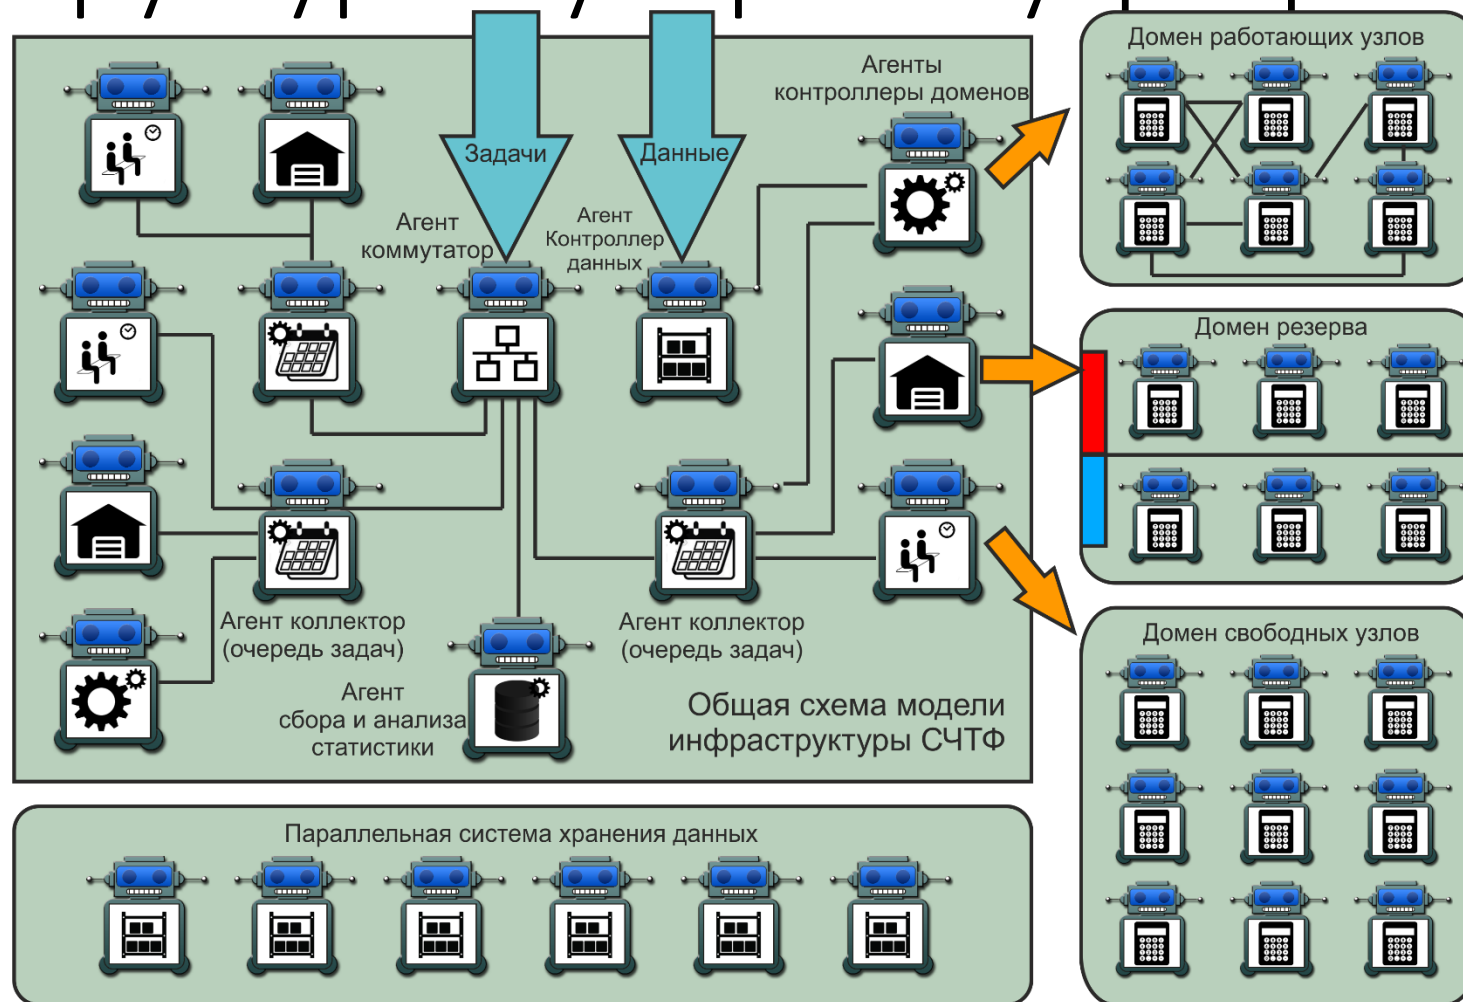 Задачи
Данные
Агенты
контроллеры доменов
Агент
коммутатор
Агент
Контроллер
данных
Агент коллектор
(очередь задач)
Агент коллектор
(очередь задач)
Агент
сбора и анализа
статистики
Общая схема модели
инфраструктуры СЧТФ
Домен работающих узлов
Домен резерва
Домен свободных узлов
Параллельная система хранения данных